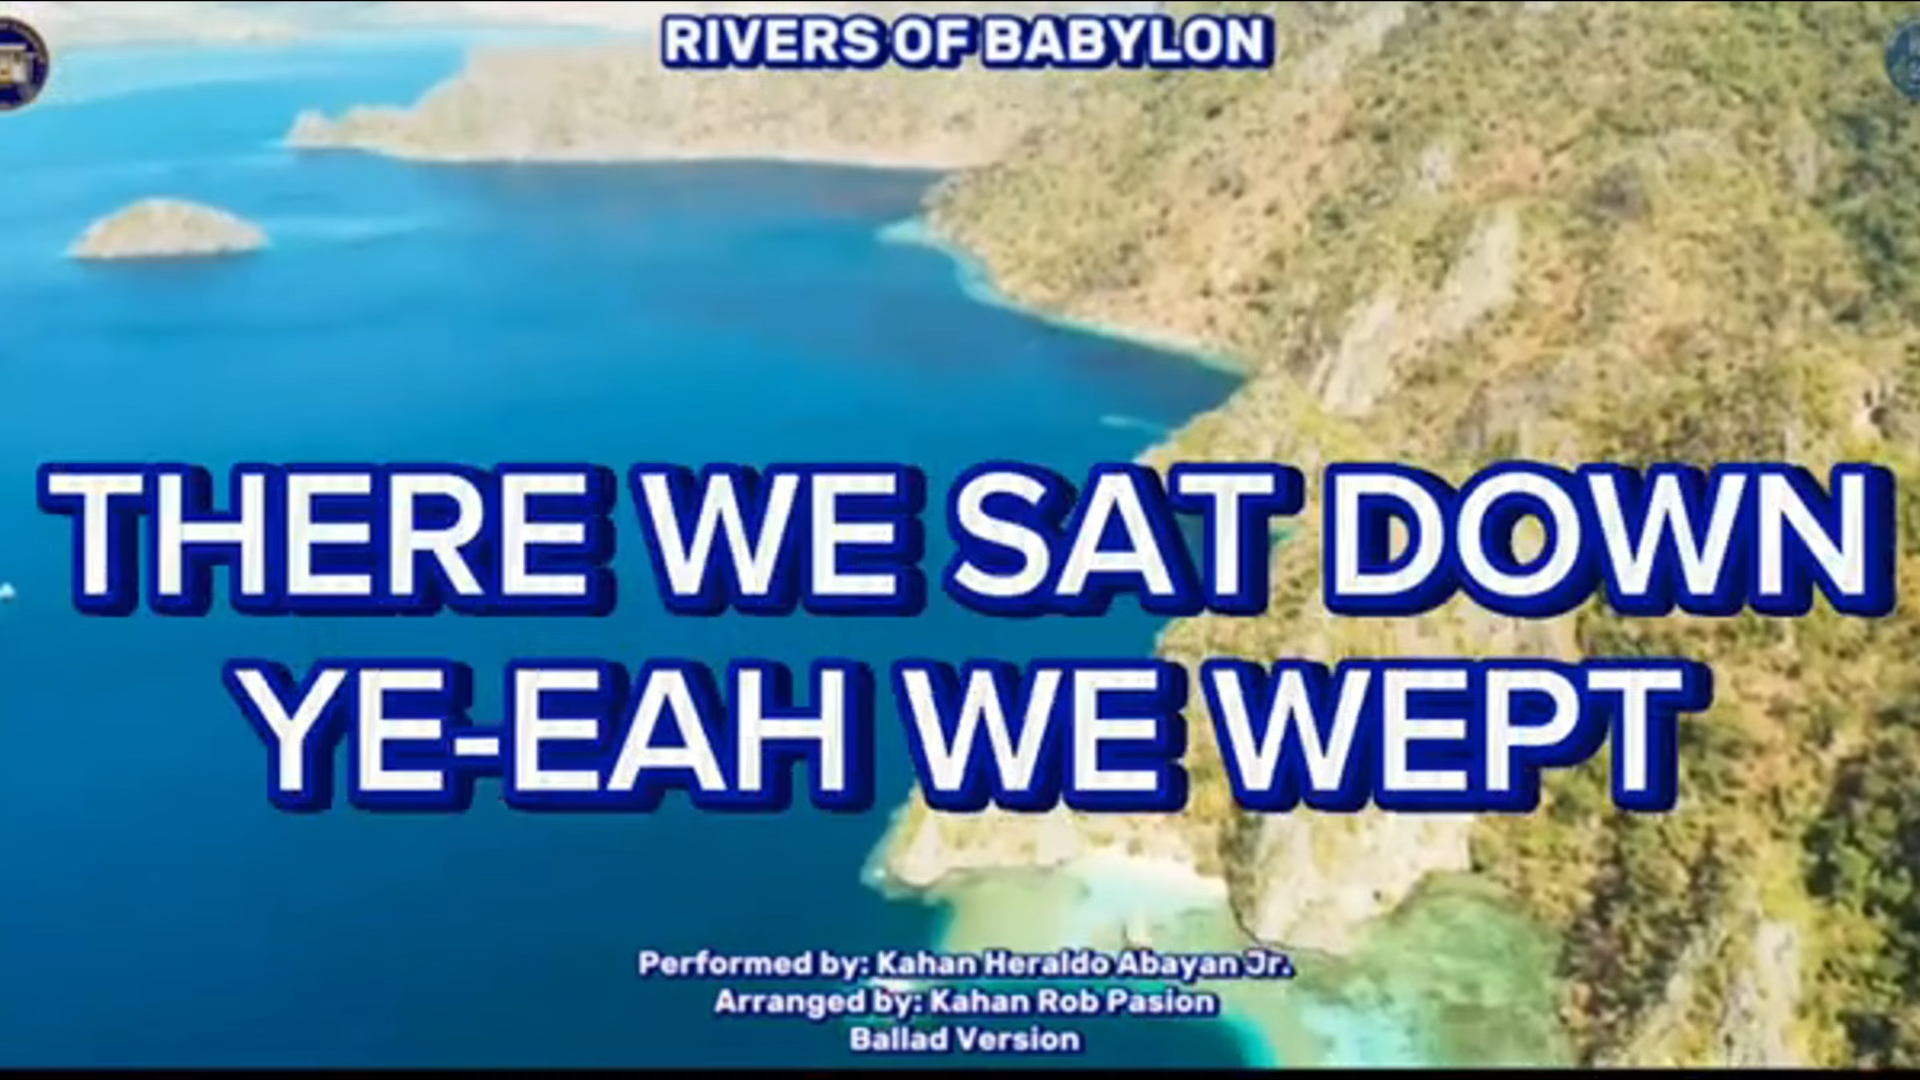 RIVERS OF BABYLON
THERE WE SAT DOWN
YE-EAH WE WEPT
Performed by: Kahan Heraldo Abayan Jr.
Arranged by: Kahan Rob Pasion
Ballad Version